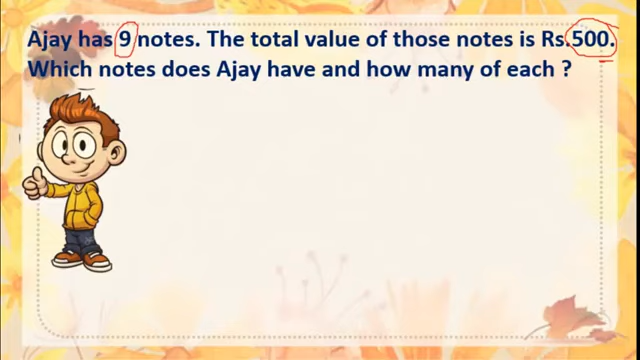 Ajay has 9 notes. The total value of those notes is Rs.500.
Which notes does Ajay have and how many of each ?